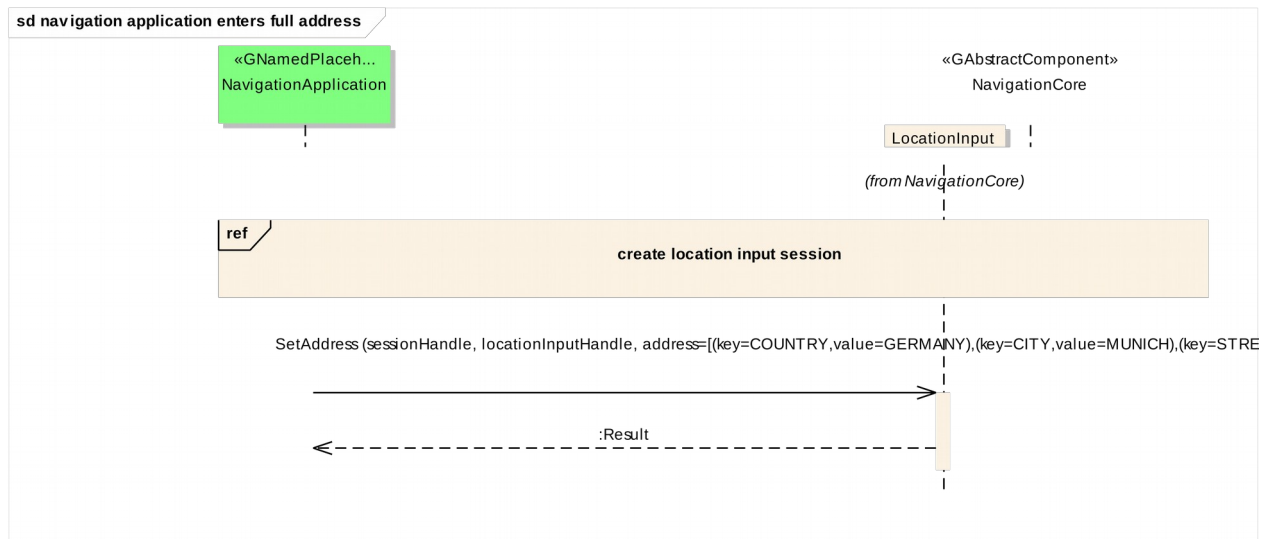 sd navigation application enters full address
«GNamedPlaceh...
NavigationApplication
«GAbstractComponent»
NavigationCore
LocationInput
(from NavigationCore)
ref
create location input session
SetAddress (sessionHandle, locationInputHandle, address=[(key=COUNTRY,value=GERMANY),(key=CITY,value=MUNICH),(key=STRE
:Result